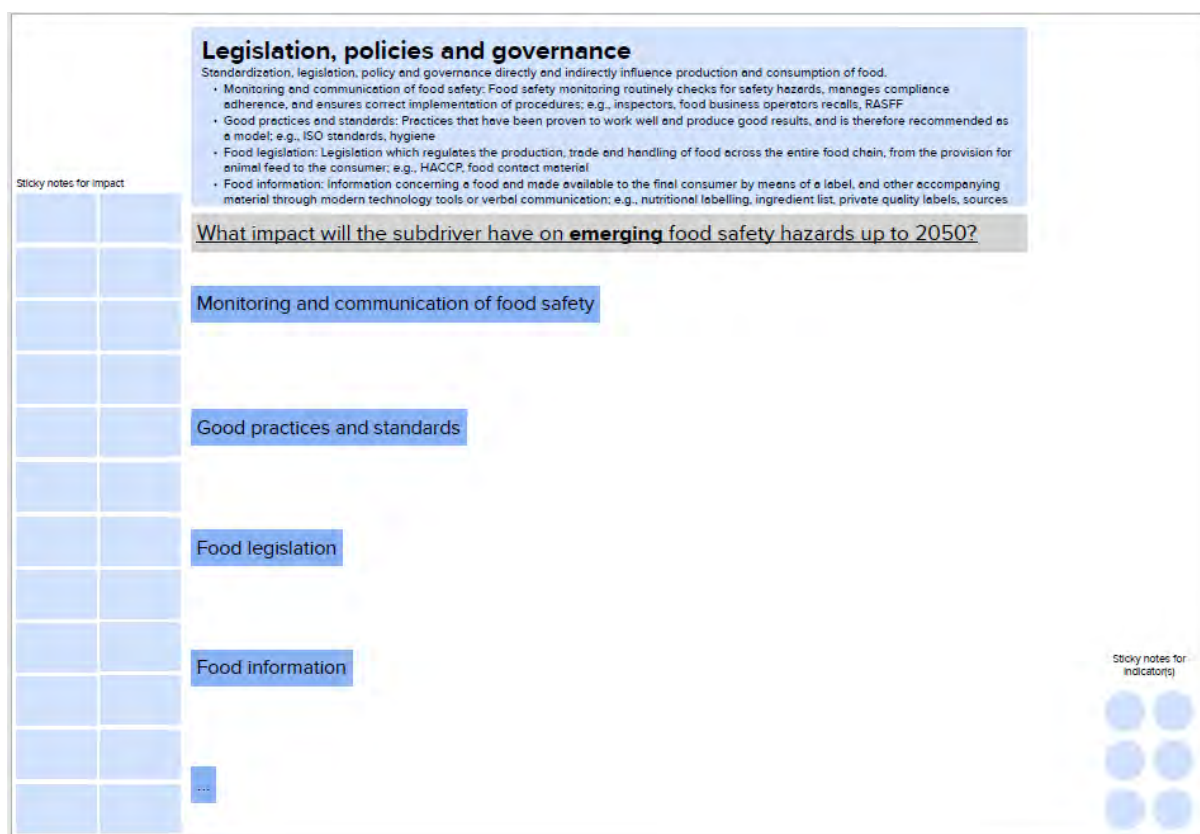 Legislation, policies and governance
Standardization, legislation, policy and governance directly and indirectly influence production and consumption of food.
• Monitoring and communication of food safety: Food safety monitoring routinely checks for safety hazards, manages compliance
adherence, and ensures correct implementation of procedures; e.g., inspectors, food business operators recalls, RASFF
• Good practices and standards: Practices that have been proven to work well and produce good results, and is therefore recommended as
a model; e.g., ISO standards, hygiene
• Food legislation: Legislation which regulates the production, trade and handling of food across the entire food chain, from the provision for
animal feed to the consumer; e.g., HACCP, food contact material
• Food information: Information concerning a food and made available to the final consumer by means of a label, and other accompanying
material through modern technology tools or verbal communication; e.g., nutritional labelling, ingredient list, private quality labels, sources
Sticky notes for impact
What impact will the subdriver have on emerging food safety hazards up to 2050?
Monitoring and communication of food safety
Good practices and standards
Food legislation
Food information
...
Sticky notes for
indicator(s)